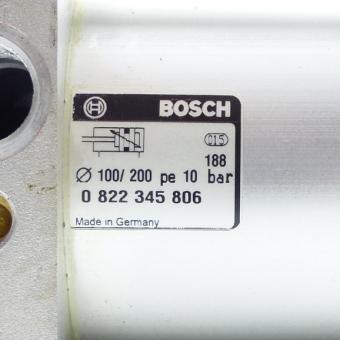 BOSCH
015
188
Ø 100/ 200 pe 10 bar
0 822 345 806
Made in Germany